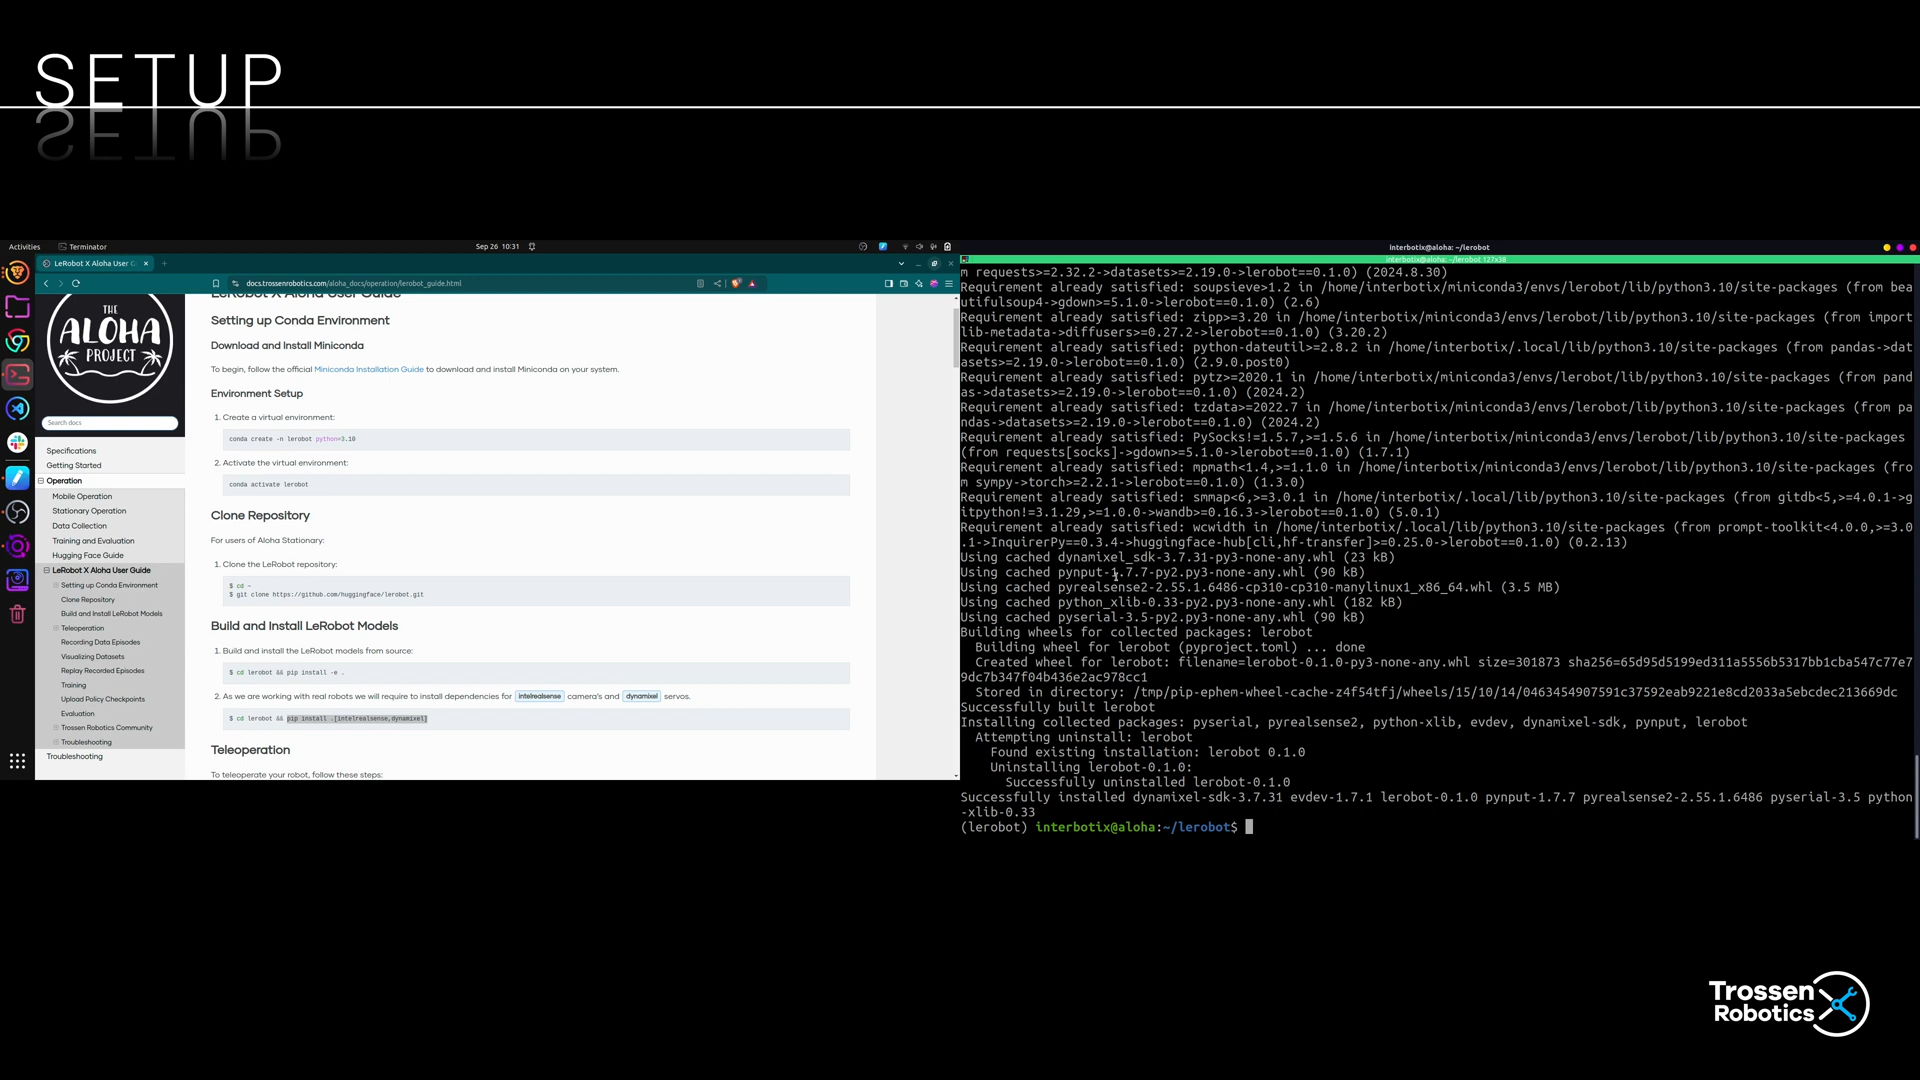 SETUP
Activities
Terminator
Sep 26 10:31
LeRobot X Aloha User G
docs.trossenrobotics.com/aloha_docs/operation/lerobot_guide.html
THE
ALOHA
PROJECT
Search docs
Specifications
Getting Started
Operation
Mobile Operation
Stationary Operation
Data Collection
Training and Evaluation
Hugging Face Guide
LeRobot X Aloha User Guide
Setting up Conda Environment
Clone Repository
Build and Install LeRobot Models
Teleoperation
Recording Data Episodes
Visualizing Datasets
Replay Recorded Episodes
Training
Upload Policy Checkpoints
Evaluation
Trossen Robotics Community
Troubleshooting
Troubleshooting
LeRobot X Aloha User Guide
Setting up Conda Environment
Download and Install Miniconda
To begin, follow the official Miniconda Installation Guide to download and install Miniconda on your system.
Environment Setup
1. Create a virtual environment:
conda create -n lerobot python=3.10
2. Activate the virtual environment:
conda activate lerobot
Clone Repository
For users of Aloha Stationary:
1. Clone the LeRobot repository:
$ cd ~
$ git clone https://github.com/huggingface/lerobot.git
Build and Install LeRobot Models
1. Build and install the LeRobot models from source:
$ cd lerobot && pip install -e .
2. As we are working with real robots we will require to install dependencies for intelrealsense camera's and dynamixel servos.
$ cd lerobot && pip install .[intelrealsense,dynamixel]
Teleoperation
To teleoperate your robot, follow these steps:
interbotix@aloha: ~/lerobot
interbotix@aloha: ~/lerobot 127x38
m requests>=2.32.2->datasets>=2.19.0->lerobot==0.1.0) (2024.8.30)
Requirement already satisfied: soupsieve>1.2 in /home/interbotix/miniconda3/envs/lerobot/lib/python3.10/site-packages (from bea
utifulsoup4->gdown>=5.1.0->lerobot==0.1.0) (2.6)
Requirement already satisfied: zipp>=3.20 in /home/interbotix/miniconda3/envs/lerobot/lib/python3.10/site-packages (from import
lib-metadata->diffusers>=0.27.2->lerobot==0.1.0) (3.20.2)
Requirement already satisfied: python-dateutil>=2.8.2 in /home/interbotix/.local/lib/python3.10/site-packages (from pandas->dat
asets>=2.19.0->lerobot==0.1.0) (2.9.0.post0)
Requirement already satisfied: pytz>=2020.1 in /home/interbotix/miniconda3/envs/lerobot/lib/python3.10/site-packages (from pand
as->datasets>=2.19.0->lerobot==0.1.0) (2024.2)
Requirement already satisfied: tzdata>=2022.7 in /home/interbotix/miniconda3/envs/lerobot/lib/python3.10/site-packages (from pa
ndas->datasets>=2.19.0->lerobot==0.1.0) (2024.2)
Requirement already satisfied: PySocks!=1.5.7,>=1.5.6 in /home/interbotix/miniconda3/envs/lerobot/lib/python3.10/site-packages
(from requests[socks]->gdown>=5.1.0->lerobot==0.1.0) (1.7.1)
Requirement already satisfied: mpmath<1.4,>=1.1.0 in /home/interbotix/miniconda3/envs/lerobot/lib/python3.10/site-packages (fro
m sympy->torch>=2.2.1->lerobot==0.1.0) (1.3.0)
Requirement already satisfied: smmap<6,>=3.0.1 in /home/interbotix/.local/lib/python3.10/site-packages (from gitdb<5,>=4.0.1->g
itpython!=3.1.29,>=1.0.0->wandb>=0.16.3->lerobot==0.1.0) (5.0.1)
Requirement already satisfied: wcwidth in /home/interbotix/.local/lib/python3.10/site-packages (from prompt-toolkit<4.0.0,>=3.0
.1->InquirerPy==0.3.4->huggingface-hub[cli,hf-transfer]>=0.25.0->lerobot==0.1.0) (0.2.13)
Using cached dynamixel_sdk-3.7.31-py3-none-any.whl (23 kB)
Using cached pynput-1.7.7-py2.py3-none-any.whl (90 kB)
Using cached pyrealsense2-2.55.1.6486-cp310-cp310-manylinux1_x86_64.whl (3.5 MB)
Using cached python_xlib-0.33-py2.py3-none-any.whl (182 kB)
Using cached pyserial-3.5-py2.py3-none-any.whl (90 kB)
Building wheels for collected packages: lerobot
Building wheel for lerobot (pyproject.toml) ... done
Created wheel for lerobot: filename=lerobot-0.1.0-py3-none-any.whl size=301873 sha256=65d95d5199ed311a5556b5317bb1cba547c77e7
9dc7b347f04b436e2ac978cc1
Stored in directory: /tmp/pip-ephem-wheel-cache-z4f54tfj/wheels/15/10/14/0463454907591c37592eab9221e8cd2033a5ebcdec213669dc
Successfully built lerobot
Installing collected packages: pyserial, pyrealsense2, python-xlib, evdev, dynamixel-sdk, pynput, lerobot
Attempting uninstall: lerobot
Found existing installation: lerobot 0.1.0
Uninstalling lerobot-0.1.0:
Successfully uninstalled lerobot-0.1.0
Successfully installed dynamixel-sdk-3.7.31 evdev-1.7.1 lerobot-0.1.0 pynput-1.7.7 pyrealsense2-2.55.1.6486 pyserial-3.5 python
-xlib-0.33
(lerobot) interbotix@aloha:~/lerobot$
Trossen
Robotics